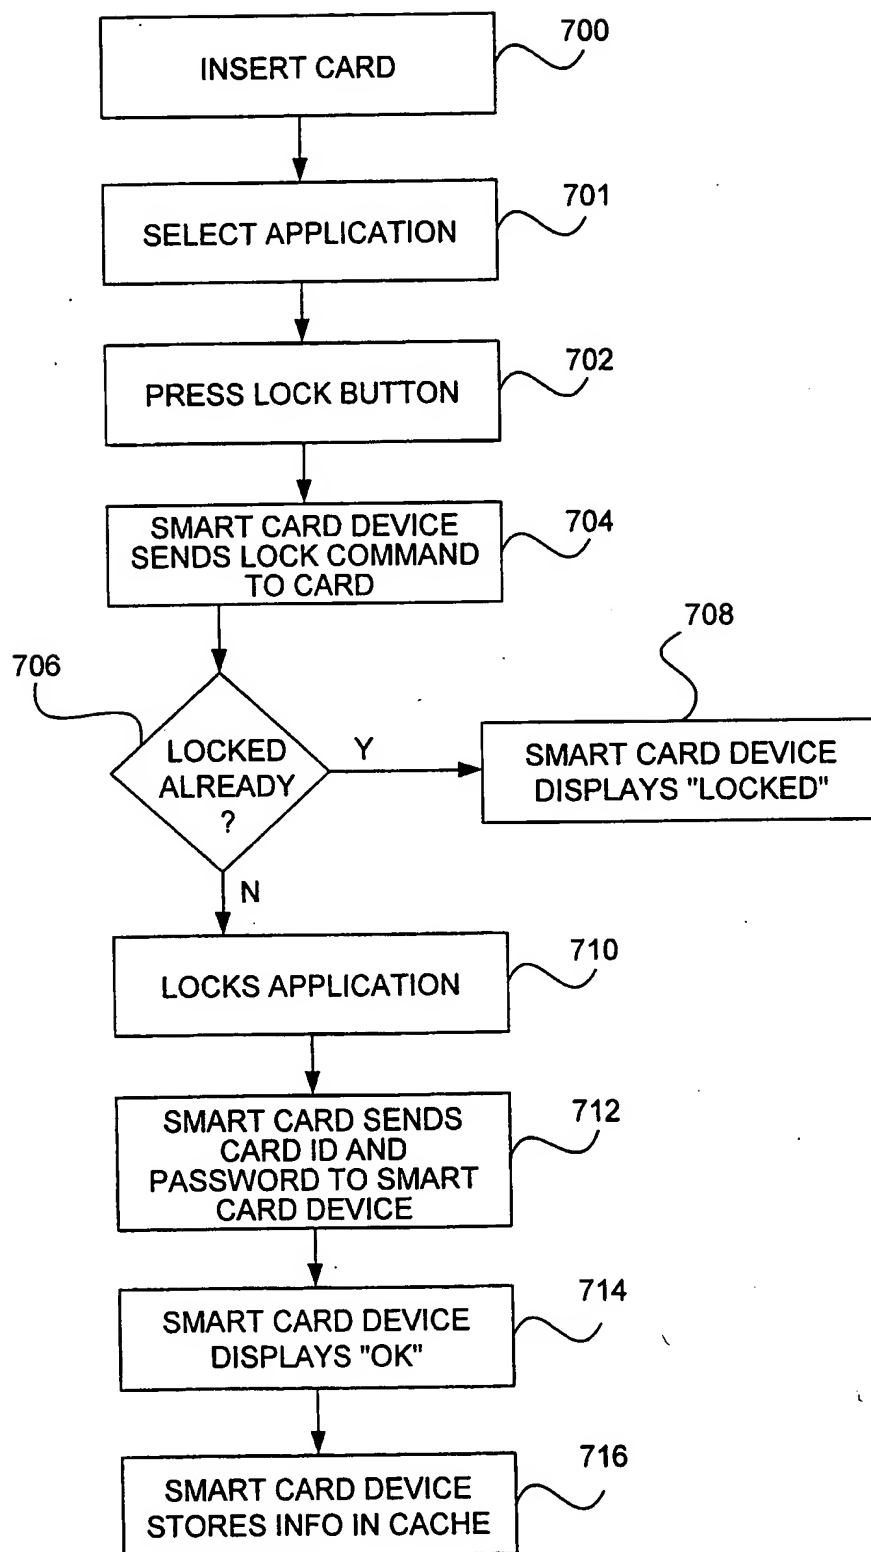 700
INSERT CARD
701
SELECT APPLICATION
702
PRESS LOCK BUTTON
704
SMART CARD DEVICE
SENDS LOCK COMMAND
TO CARD
708
706
LOCKED
ALREADY
?
Y
SMART CARD DEVICE
DISPLAYS "LOCKED"
N
710
LOCKS APPLICATION
712
SMART CARD SENDS
CARD ID AND
PASSWORD TO SMART
CARD DEVICE
714
SMART CARD DEVICE
DISPLAYS "OK"
716
SMART CARD DEVICE
STORES INFO IN CACHE